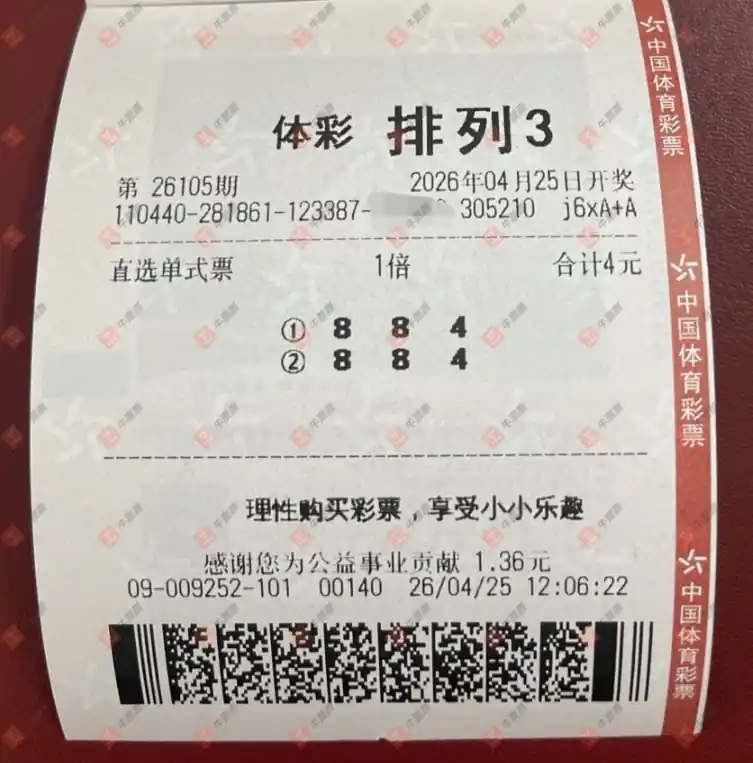 体彩 排列3
第 26105期 2026年04月25日开奖
110440-281861-123387- 305210 j6xA+A
直选单式票 1倍 合计4元
① 8 8 4
② 8 8 4
理性购买彩票，享受小小乐趣
感谢您为公益事业贡献 1.36元
09-009252-101 00140 26/04/25 12:06:22
中国体育彩票
中国体育彩票
中国体育彩票